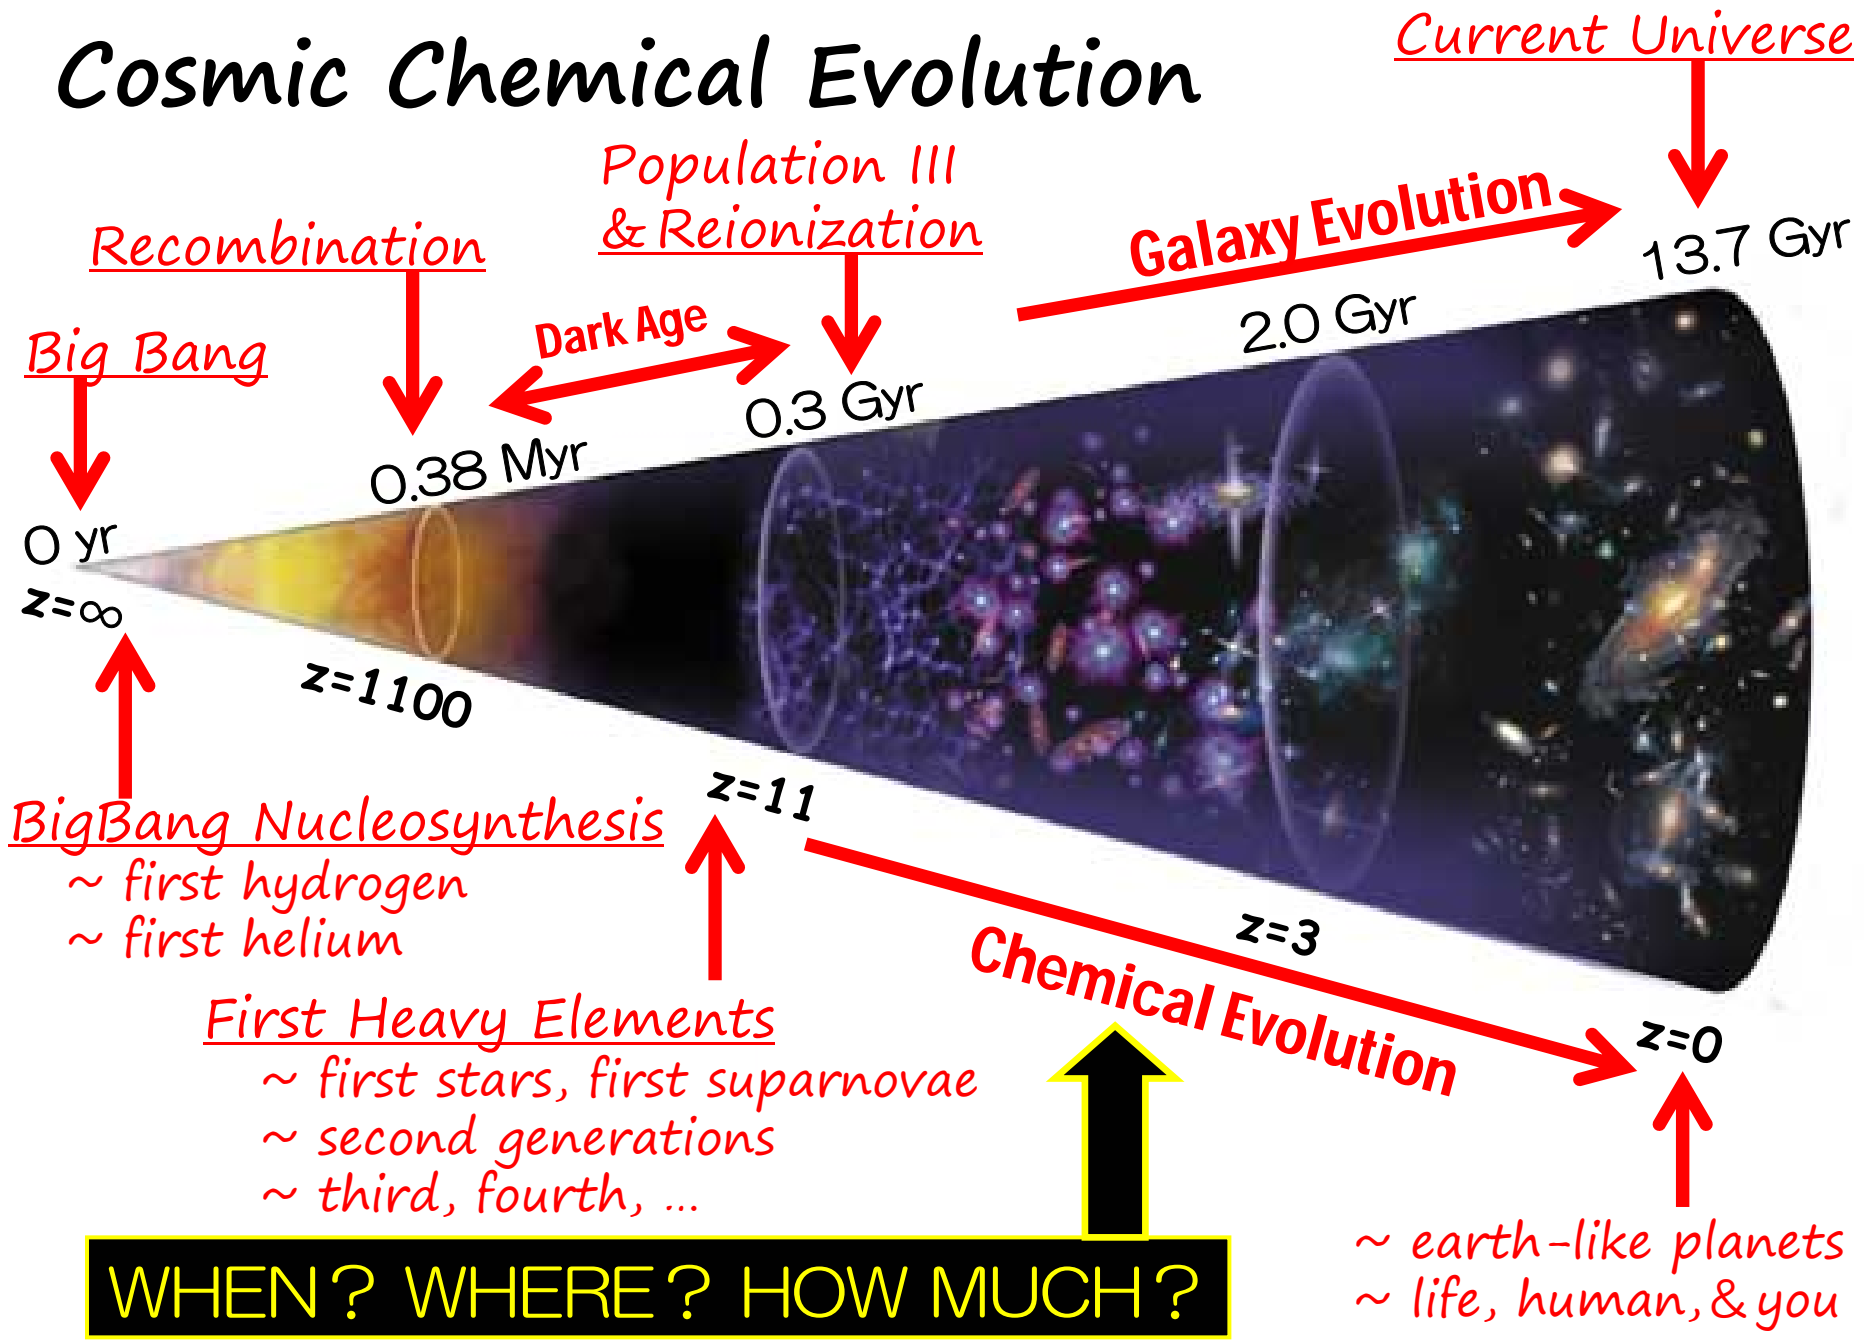 Cosmic Chemical Evolution
Current Universe
Population III
& Reionization
Recombination
Galaxy Evolution
13.7 Gyr
Dark Age
2.0 Gyr
Big Bang
0.3 Gyr
0.38 Myr
0 yr
z=∞
z=1100
z=11
BigBang Nucleosynthesis
~ first hydrogen
~ first helium
z=3
Chemical Evolution
z=0
First Heavy Elements
~ first stars, first suparnovae
~ second generations
~ third, fourth, ...
~ earth-like planets
~ life, human, & you
WHEN? WHERE? HOW MUCH?